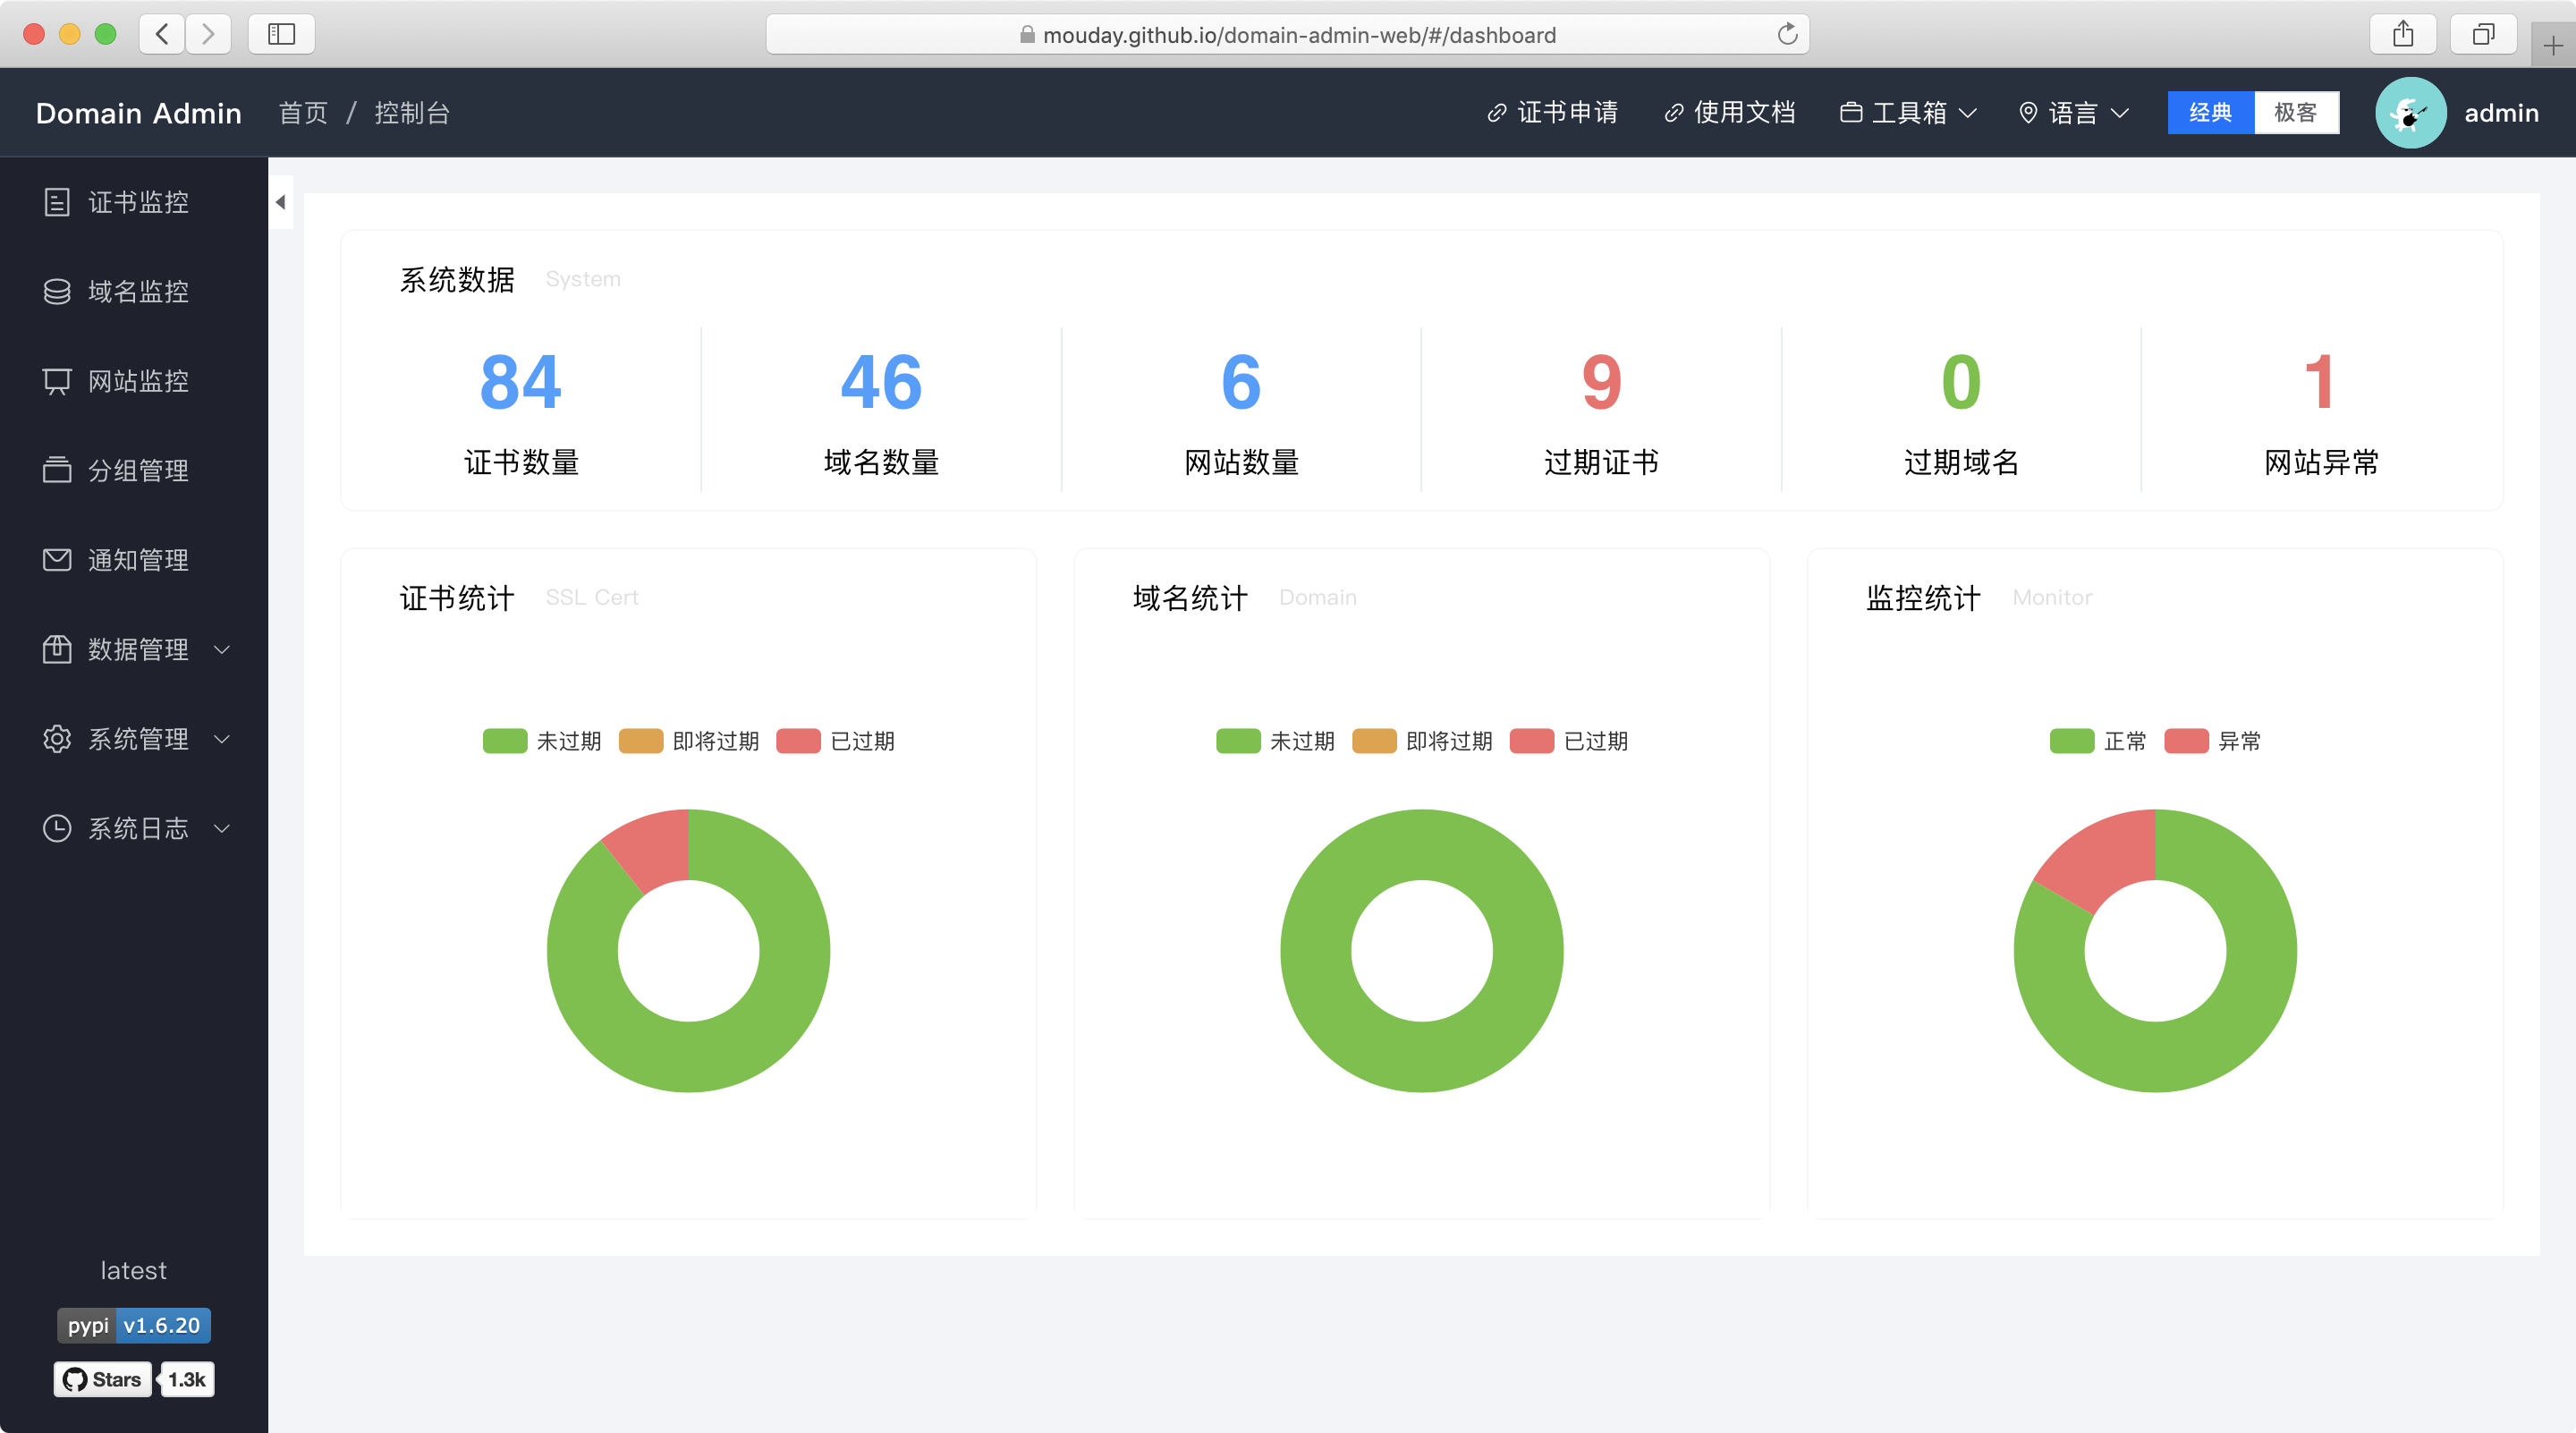 mouday.github.io/domain-admin-web/#/dashboard
Domain Admin 首页 / 控制台 证书申请 使用文档 工具箱 语言 经典 极客 admin
证书监控
域名监控
网站监控
分组管理
通知管理
数据管理
系统管理
系统日志
latest
pypi v1.6.20
Stars 1.3k
系统数据 System
84 46 6 9 0 1
证书数量 域名数量 网站数量 过期证书 过期域名 网站异常
证书统计 SSL Cert
未过期 即将过期 已过期
域名统计 Domain
未过期 即将过期 已过期
监控统计 Monitor
正常 异常